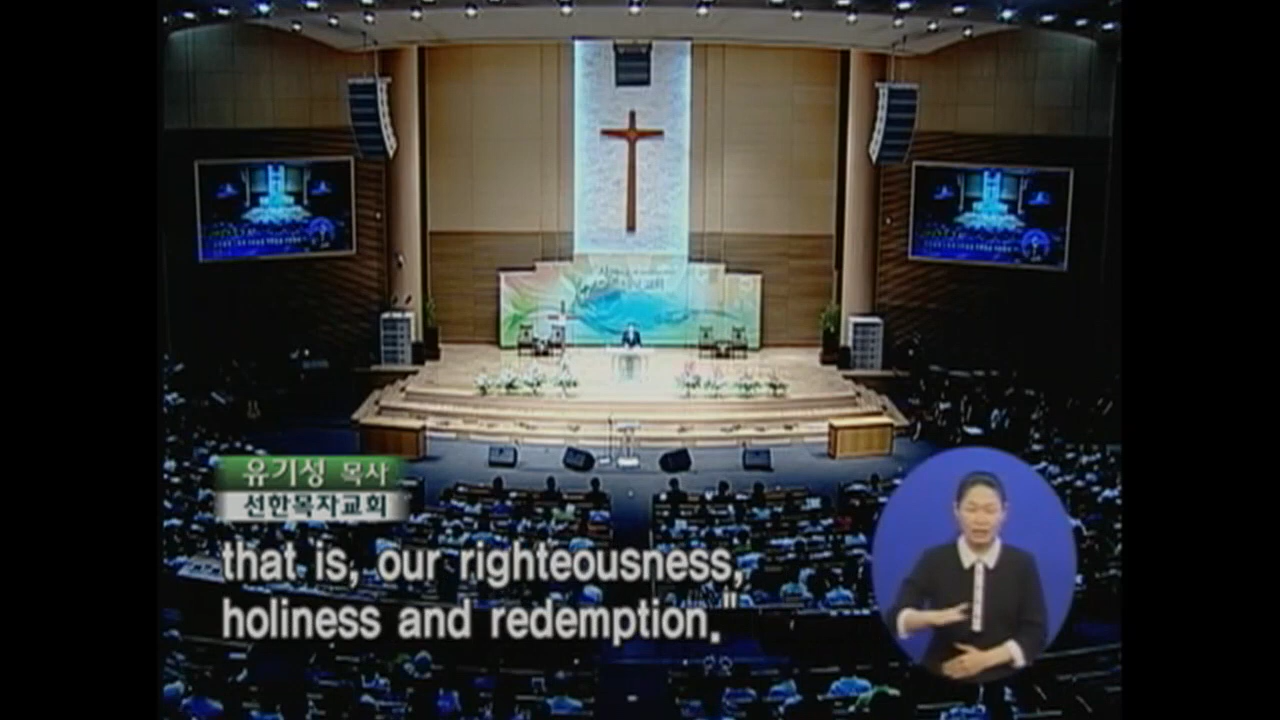 유기성 목사
선한목자교회
that is, our righteousness,
holiness and redemption."